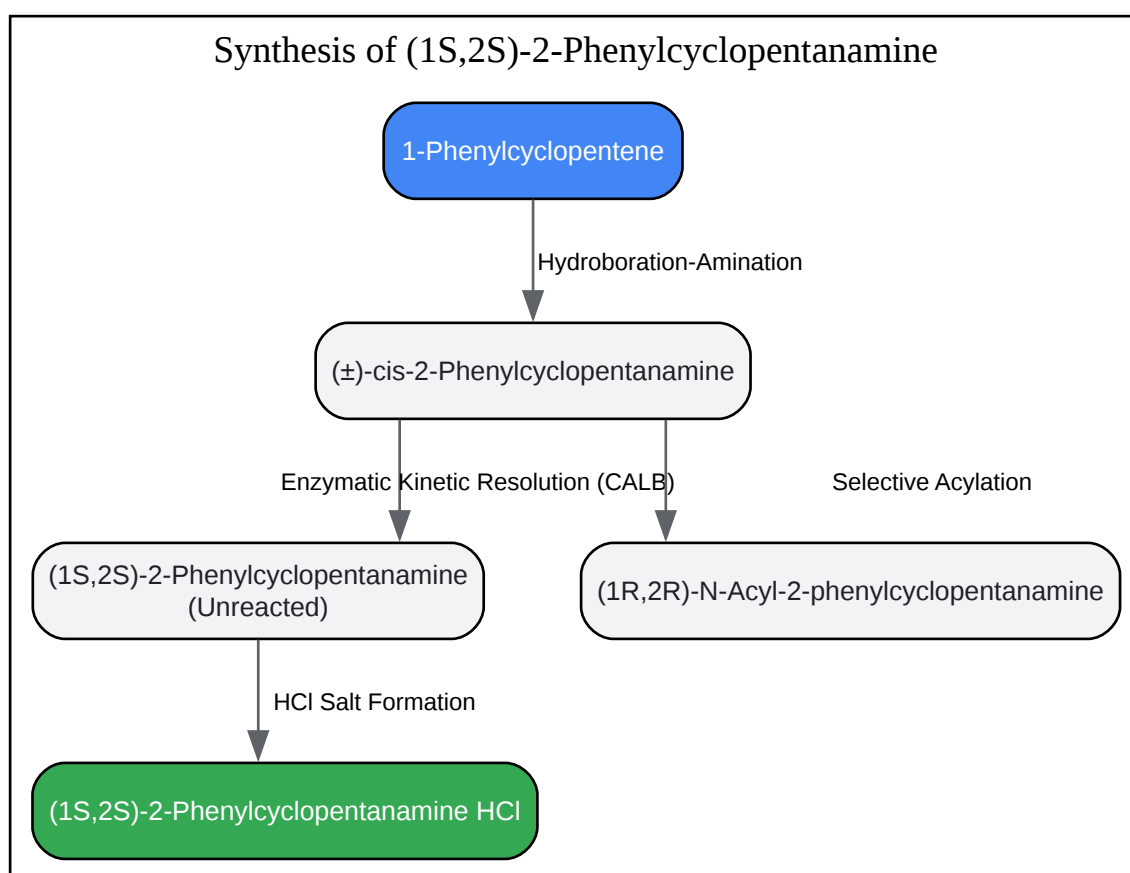 Synthesis of (1S,2S)-2-Phenylcyclopentanamine
1-Phenylcyclopentene
Hydroboration-Amination
(±)-cis-2-Phenylcyclopentanamine
Enzymatic Kinetic Resolution (CALB)
Selective Acylation
(1S,2S)-2-Phenylcyclopentanamine
(Unreacted)
(1R,2R)-N-Acyl-2-phenylcyclopentanamine
HCl Salt Formation
(1S,2S)-2-Phenylcyclopentanamine HCl